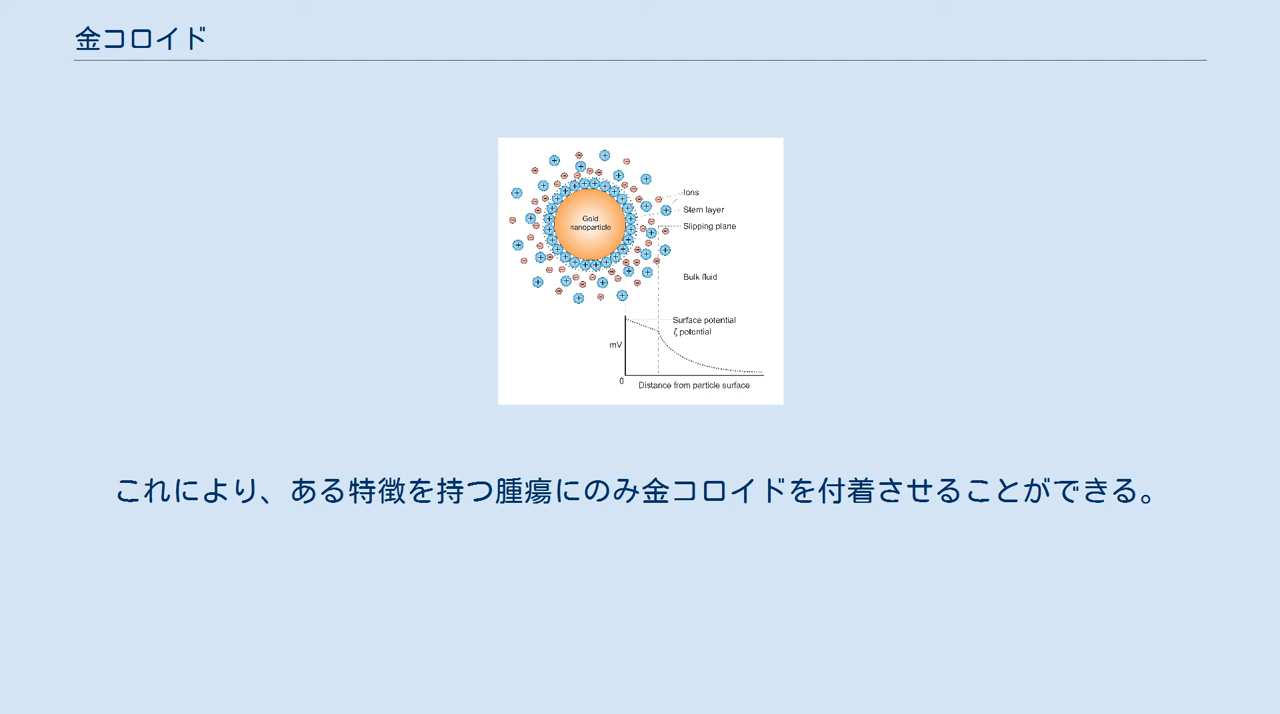 金コロイド
Gold
nanoparticle
Ions
Stern layer
Slipping plane
Bulk fluid
Surface potential
ζ potential
mV
0
Distance from particle surface
これにより、ある特徴を持つ腫瘍にのみ金コロイドを付着させることができる。